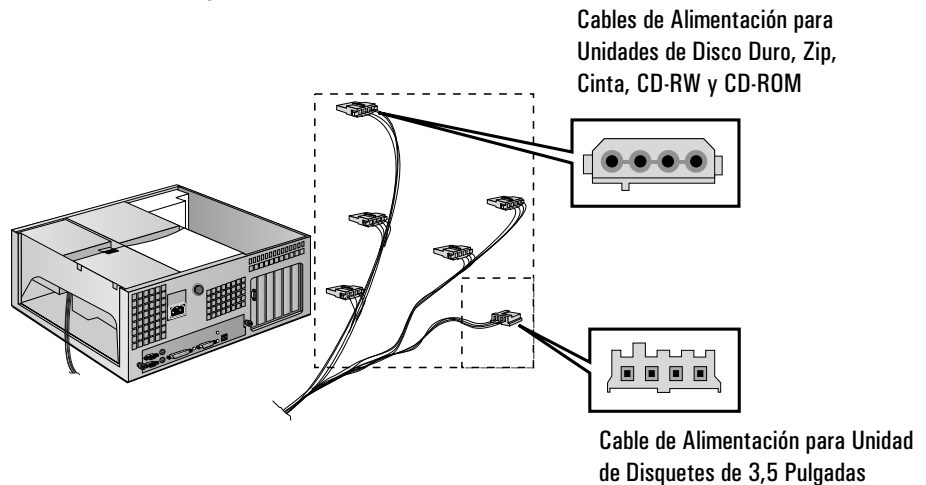 Cables de Alimentación para
Unidades de Disco Duro, Zip,
Cinta, CD-RW y CD-ROM
Cable de Alimentación para Unidad
de Disquetes de 3,5 Pulgadas